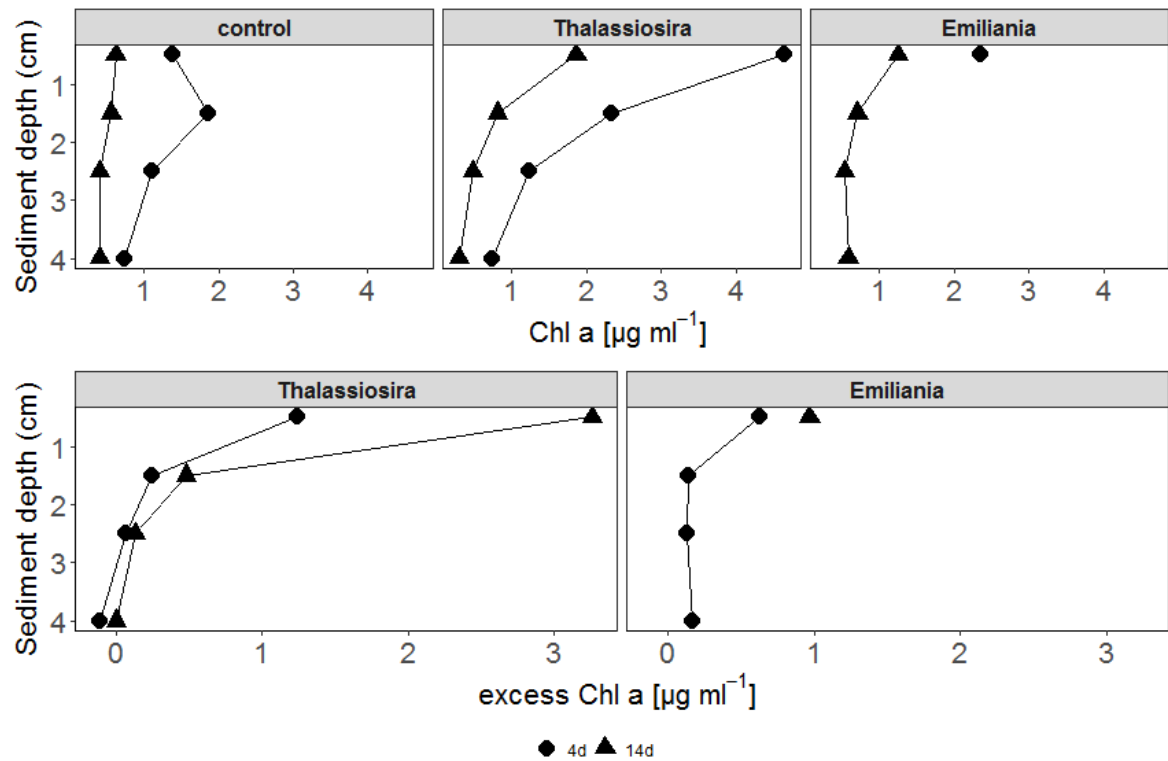 control Thalassiosira Emiliania
Sediment depth (cm)
1
2
3
4
1 2 3 4 1 2 3 4 1 2 3 4
Chl a [µg ml⁻¹]
Thalassiosira Emiliania
Sediment depth (cm)
1
2
3
4
0 1 2 3 0 1 2 3
excess Chl a [µg ml⁻¹]
4d 14d